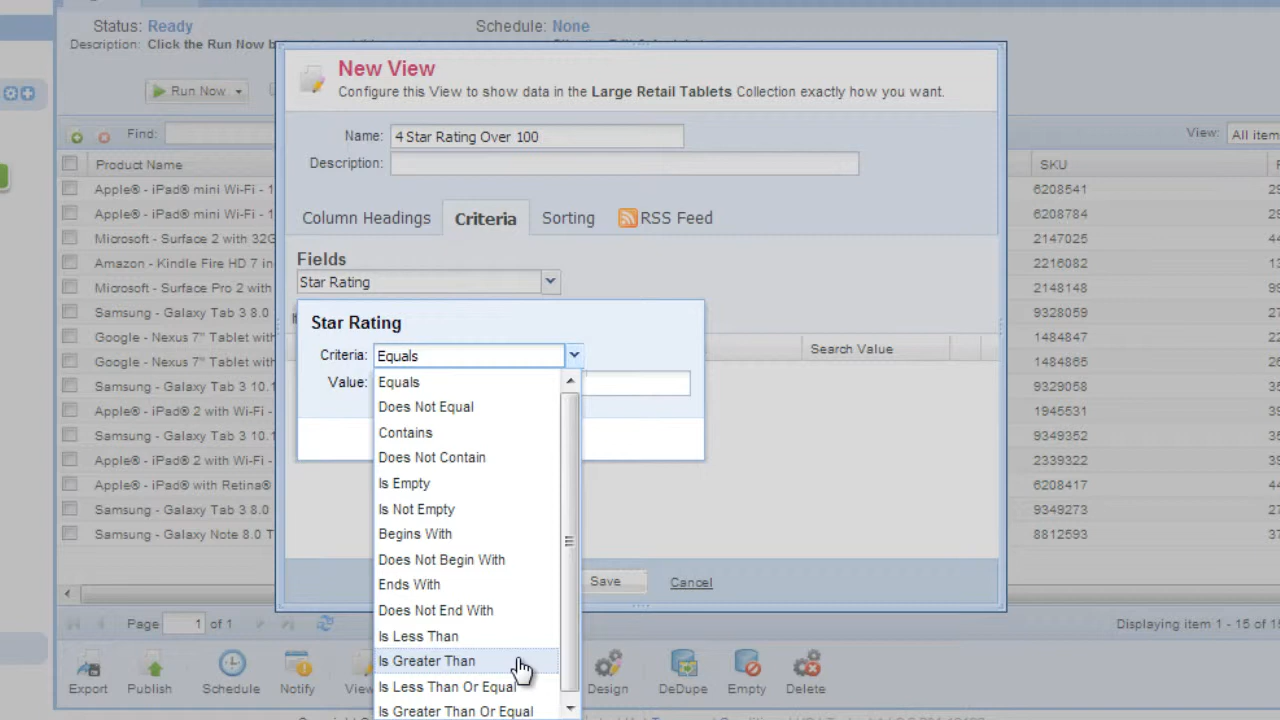 Status: Ready
Schedule: None
Description: Click the Run Now b
New View
Configure this View to show data in the Large Retail Tablets Collection exactly how you want.
Run Now
Name: 4 Star Rating Over 100
Description:
Find:
View: All item
Product Name
SKU
Apple® - iPad® mini Wi-Fi - 1
6208541
29
Apple® - iPad® mini Wi-Fi - 1
6208784
29
Microsoft - Surface 2 with 32G
2147025
44
Amazon - Kindle Fire HD 7 in
2216082
13
Microsoft - Surface Pro 2 with
2148148
99
Samsung - Galaxy Tab 3 8.0
9328059
Google - Nexus 7" Tablet with
1484847
Google - Nexus 7" Tablet with
1484865
Samsung - Galaxy Tab 3 10.1
9329058
Apple® - iPad® 2 with Wi-Fi -
1945531
Samsung - Galaxy Tab 3 10.1
9349352
Apple® - iPad® 2 with Wi-Fi -
2339322
Apple® - iPad® with Retina®
6208417
Samsung - Galaxy Tab 3 8.0
9349273
Samsung - Galaxy Note 8.0 T
8812593
Column Headings
Criteria
Sorting
RSS Feed
Fields
Star Rating
Search Value
Star Rating
Criteria: Equals
Value:
Equals
Does Not Equal
Contains
Does Not Contain
Is Empty
Is Not Empty
Begins With
Does Not Begin With
Ends With
Does Not End With
Is Less Than
Is Greater Than
Is Less Than Or Equal
Is Greater Than Or Equal
Save
Cancel
Page 1 of 1
Displaying item 1 - 15 of 15
Export
Publish
Schedule
Notify
View
Design
DeDupe
Empty
Delete